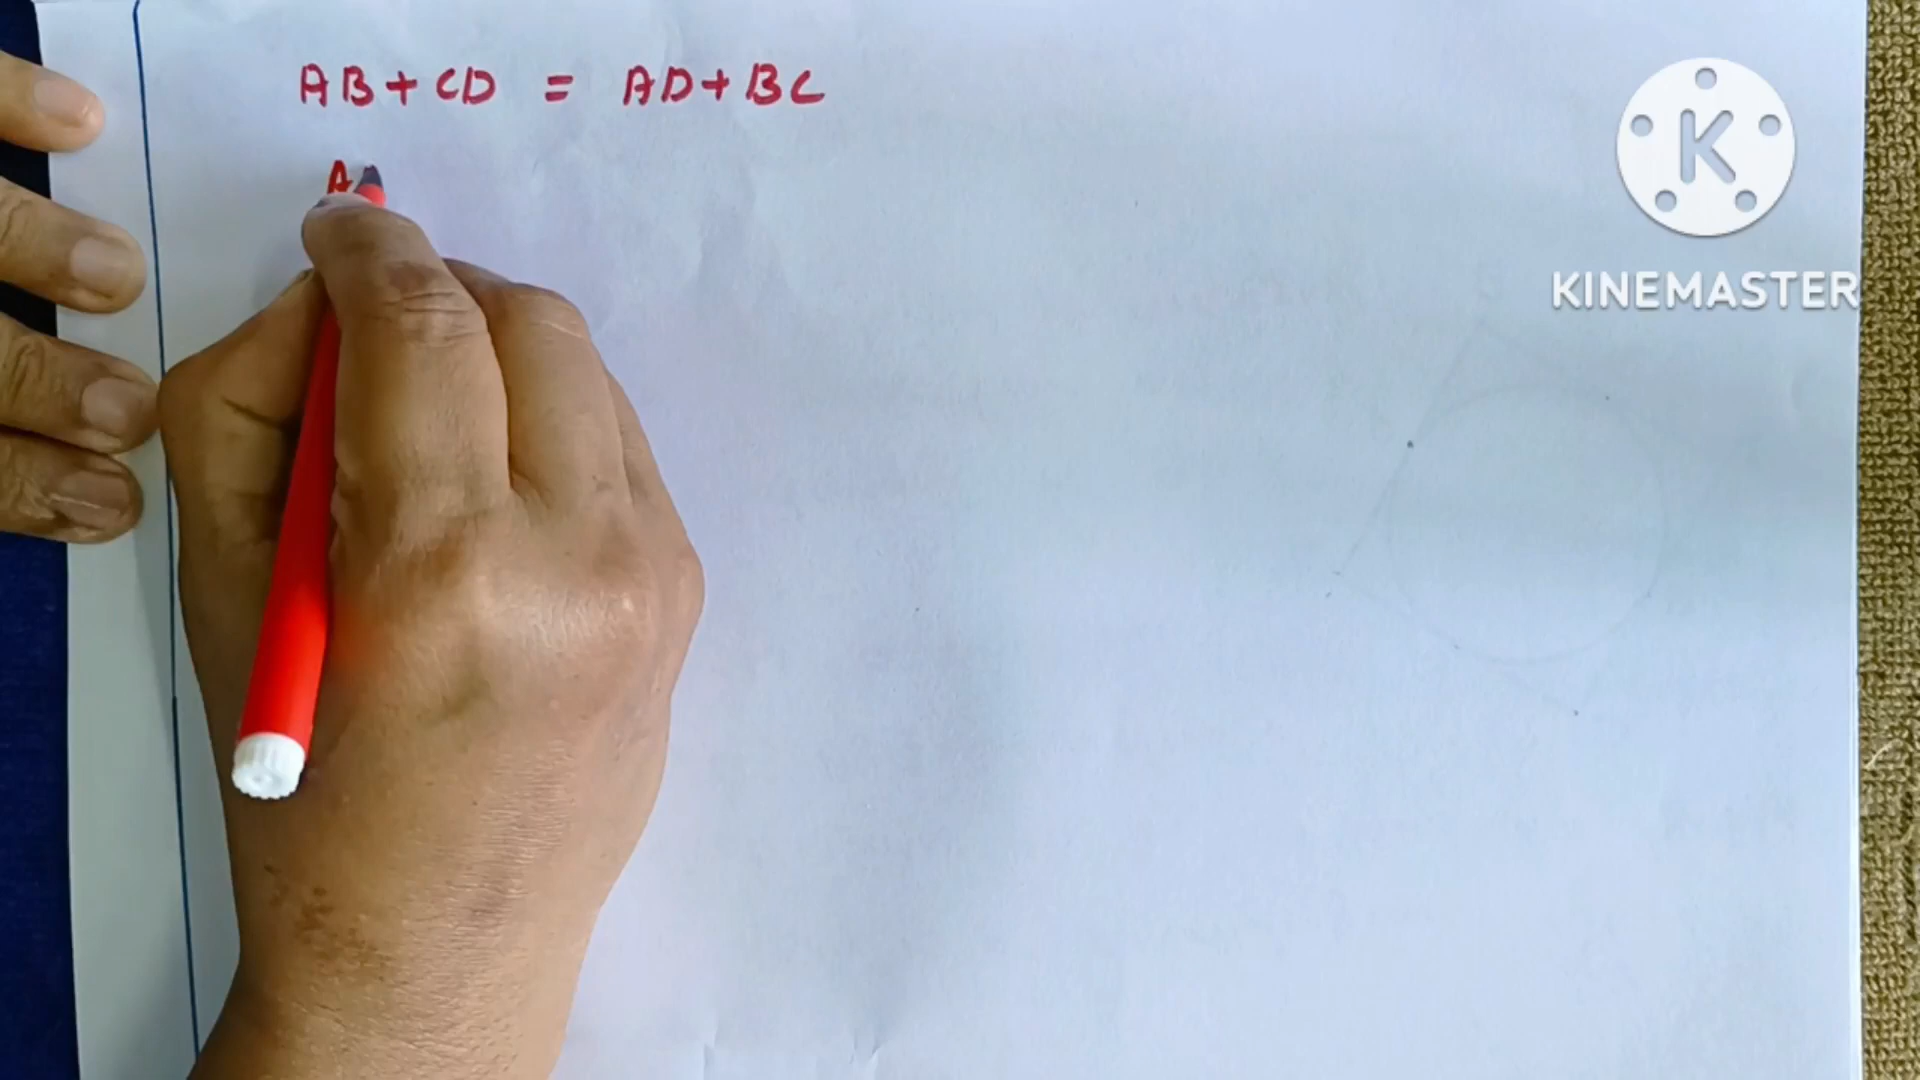 AB + CD = AD + BC
A
K
KINEMASTER